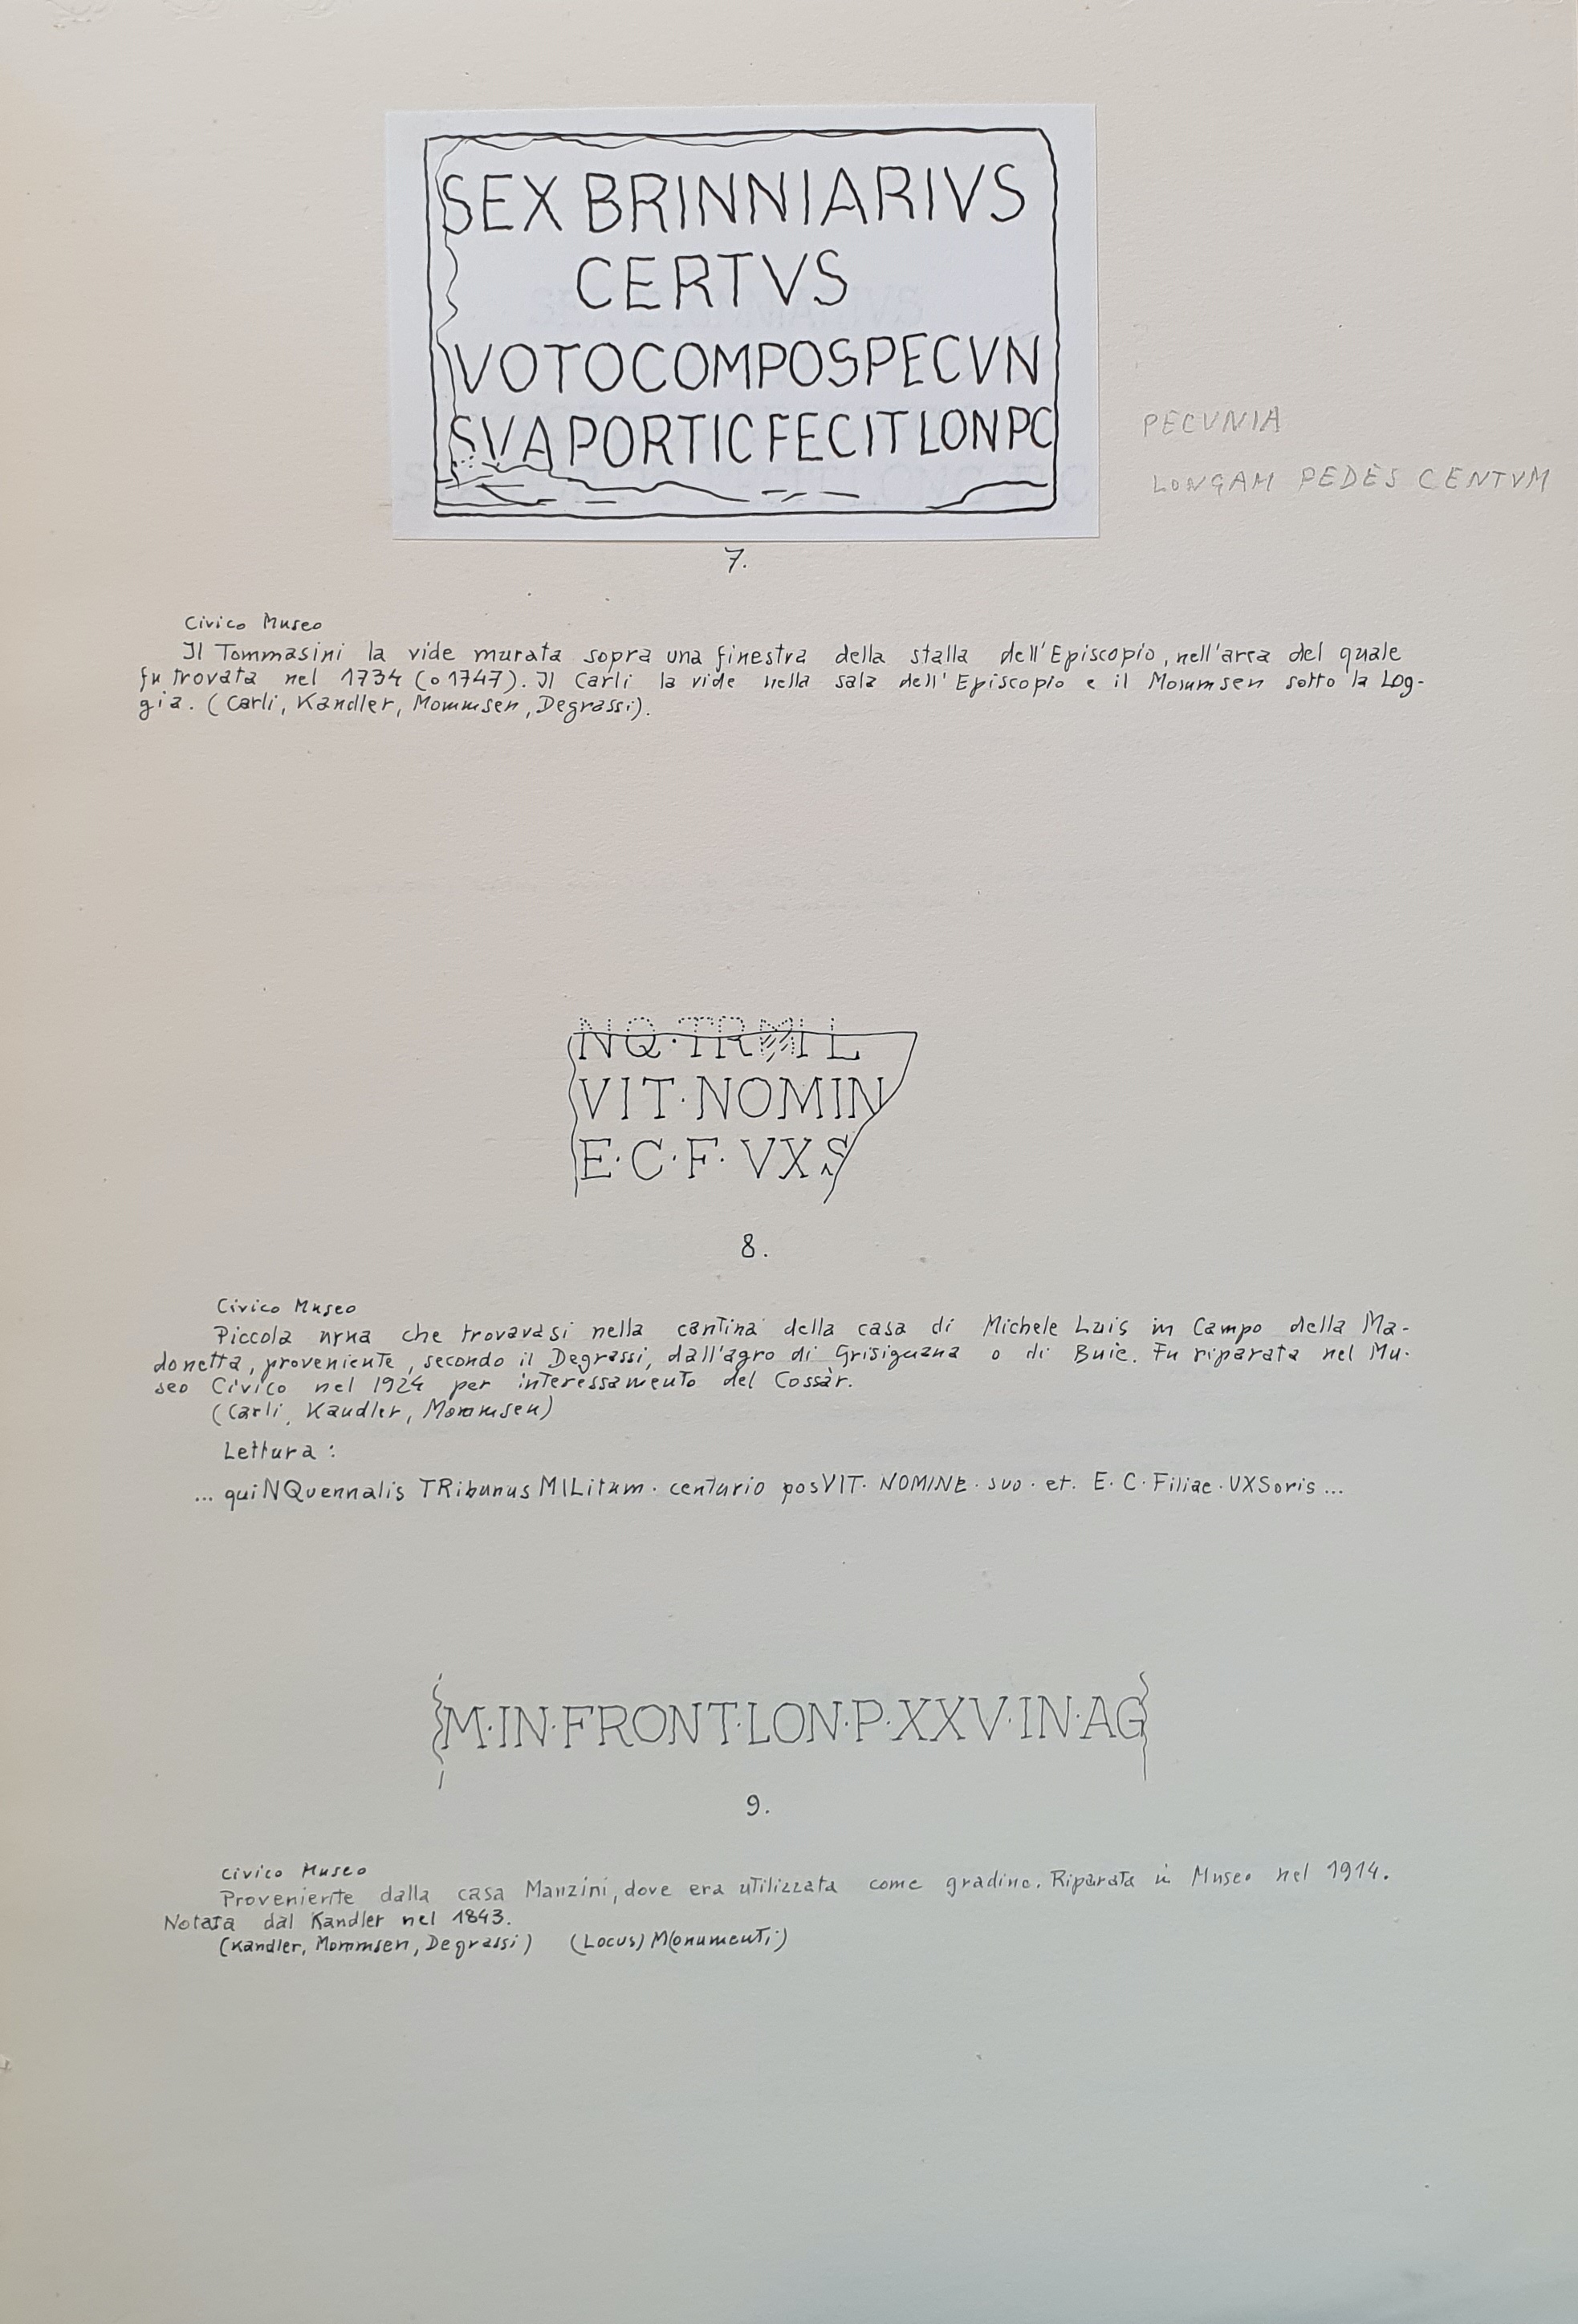 SEX BRINNIARIVS
CERTVS
VOTOCOMPOSPECVN
SVAPORTICFECITLONPC
PECVNIA
LONGAM PEDES CENTVM
7.
Civico Museo
Il Tommasini la vide murata sopra una finestra della stalla dell'Episcopio, nell'area del quale
fu trovata nel 1734 (o 1747). Il Carli la vide nella sala dell'Episcopio e il Mommsen sotto la Log-
gia. (Carli, Kandler, Mommsen, Degrassi).
NQ·TRMIL
VIT·NOMIN
E·C·F·VXS
8.
Civico Museo
Piccola urna che trovavasi nella cantina della casa di Michele Luis in Campo della Ma-
donetta, proveniente, secondo il Degrassi, dall'agro di Grisignana o di Buie. Fu riparata nel Mu-
seo Civico nel 1924 per interessamento del Cossàr.
(Carli, Kandler, Mommsen)
Lettura:
... quiNQuennalis TRibunus MILitum · centurio posVIT · NOMINE · suo · et · E · C · Filiae · UXSoris ...
M·IN·FRONT·LON·P·XXV·IN·AG
9.
Civico Museo
Proveniente dalla casa Manzini, dove era utilizzata come gradino. Riparata in Museo nel 1914.
Notata dal Kandler nel 1843.
(Kandler, Mommsen, Degrassi) (Locus) M(onumenti)